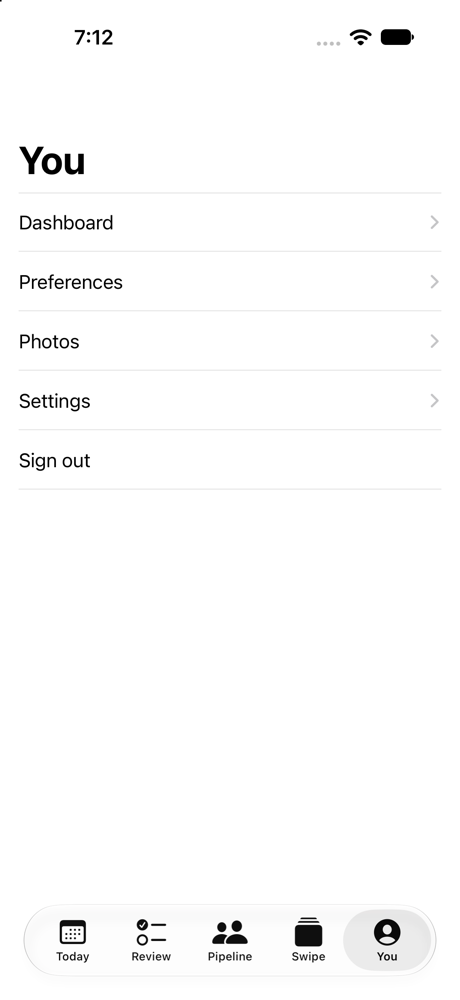 7:12
You
Dashboard
Preferences
Photos
Settings
Sign out
Today
Review
Pipeline
Swipe
You